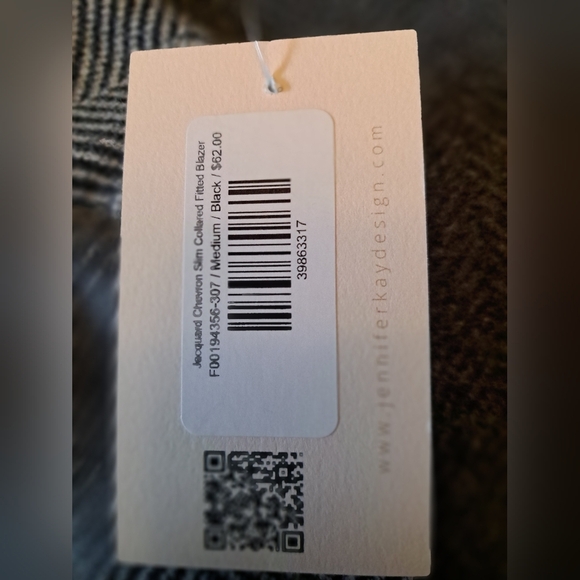 Jacquard Chevron Slim Collared Fitted Blazer
F00194356-307 / Medium / Black / $62.00
39863317
www.jenniferkaydesign.com